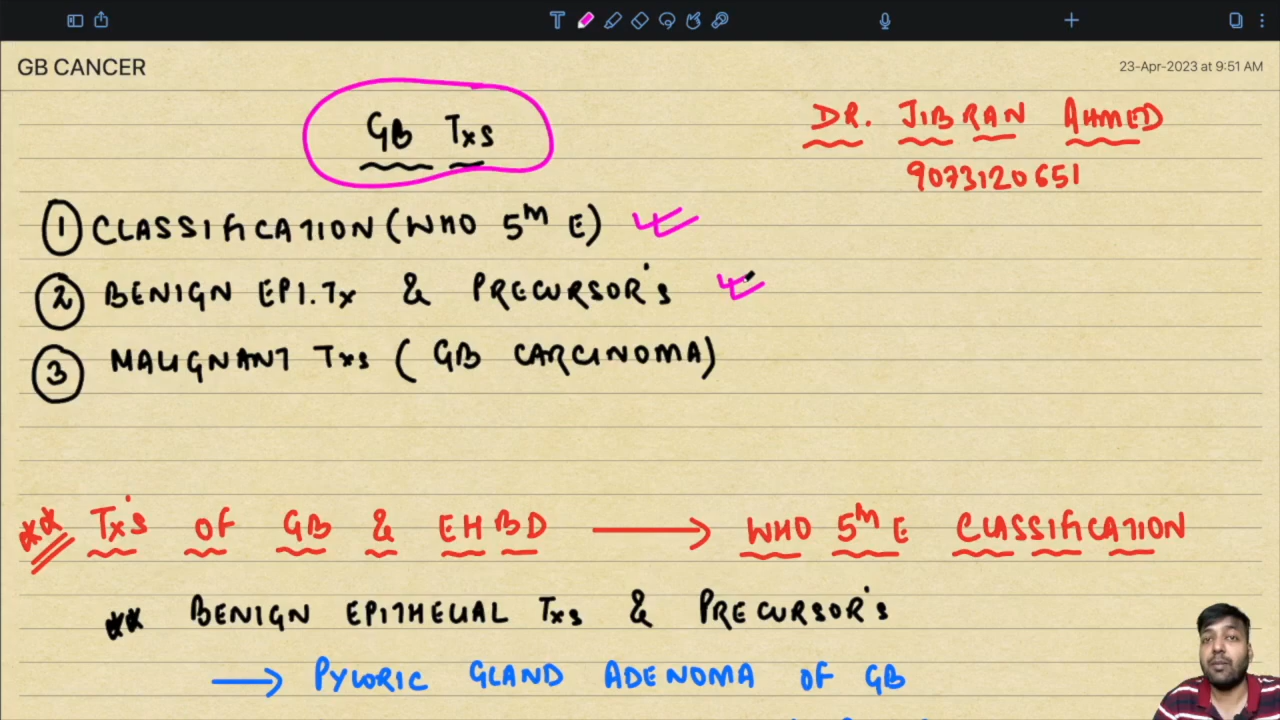 GB CANCER
23-Apr-2023 at 9:51 AM
GB Txs
DR. JIBRAN AHMED
9073120651
① CLASSIFICATION (WHO 5th E)
② BENIGN EPI. Tx & PRECURSOR's
③ MALIGNANT Txs ( GB CARCINOMA)
** Tx's OF GB & EHBD → WHO 5th E CLASSIFICATION
** BENIGN EPITHELIAL Txs & PRECURSOR's
→ PYLORIC GLAND ADENOMA OF GB